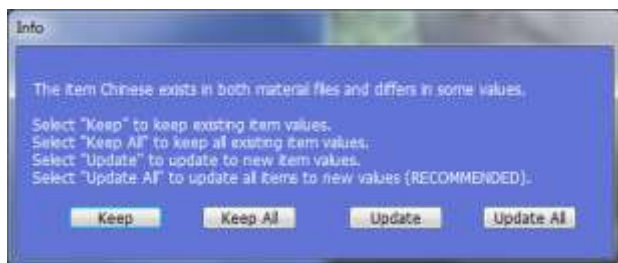 Info
The item Chinese exists in both material files and differs in some values.
Select "Keep" to keep existing item values.
Select "Keep All" to keep all existing item values.
Select "Update" to update to new item values.
Select "Update All" to update all items to new values (RECOMMENDED).
Keep Keep All Update Update All